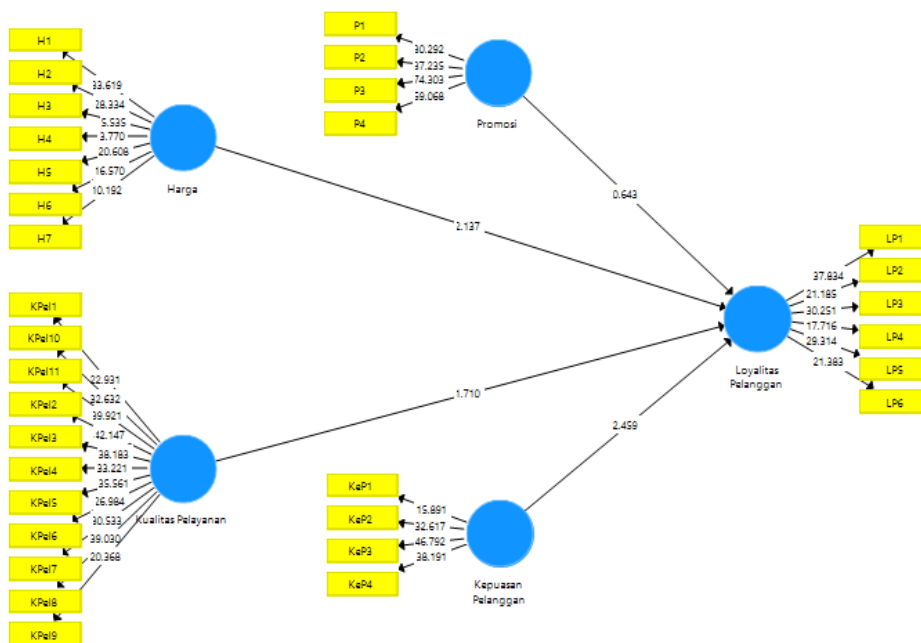 H1
H2
H3
H4
H5
H6
H7
33.619
28.334
5.535
3.770
20.608
16.570
10.192
Harga
P1
P2
P3
P4
37.235
74.303
Promosi
0.643
2.137
1.710
2.459
KPel1
KPel10
KPel11
KPel2
KPel3
KPel4
KPel5
KPel6
KPel7
KPel8
KPel9
22.931
32.632
39.921
42.147
38.183
33.221
35.561
26.984
30.533
39.030
20.368
Kualitas Pelayanan
KeP1
KeP2
KeP3
KeP4
15.891
32.617
46.792
38.191
Kepuasan
Pelanggan
Loyalitas
Pelanggan
37.834
21.185
30.251
17.716
29.314
21.383
LP1
LP2
LP3
LP4
LP5
LP6